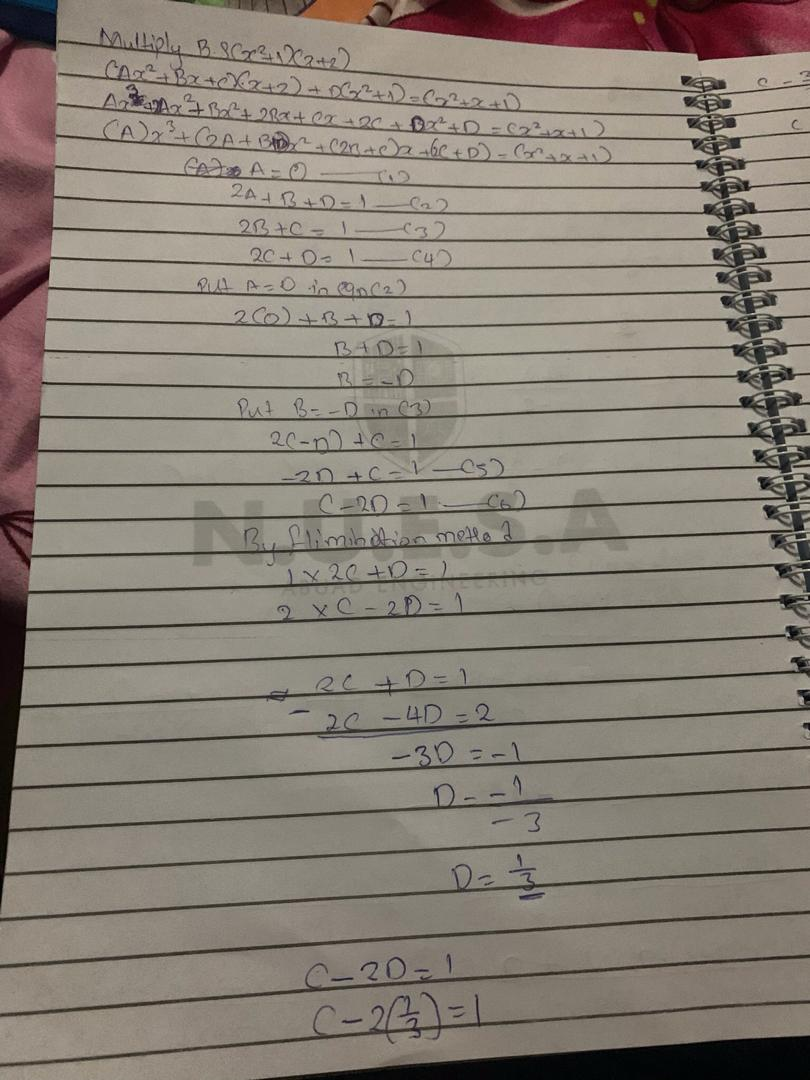 Multiply B.S (x²+1)(x+2)
(Ax²+Bx+C)(x+2) + D(x²+1) = (x²+x+1)
Ax³+2Ax²+Bx²+2Bx+Cx+2C+Dx²+D = (x²+x+1)
(A)x³+(2A+B+D)x²+(2B+C)x+(2C+D) = (x²+x+1)
A=0 — (1)
2A+B+D=1 — (2)
2B+C=1 — (3)
2C+D=1 — (4)
Put A=0 in eqn(2)
2(0)+B+D=1
B+D=1
B=-D
Put B=-D in (3)
2(-D)+C=1
-2D+C=1 — (5)
C-2D=1 — (6)
N.U.E.S.A
By Elimination method
ABUAD ENGINEERING
1 × 2C+D=1
2 × C-2D=1
2C+D=1
- 2C-4D=2
-3D=-1
D=-1
-3
D=1/3
C-2D=1
C-2(1/3)=1